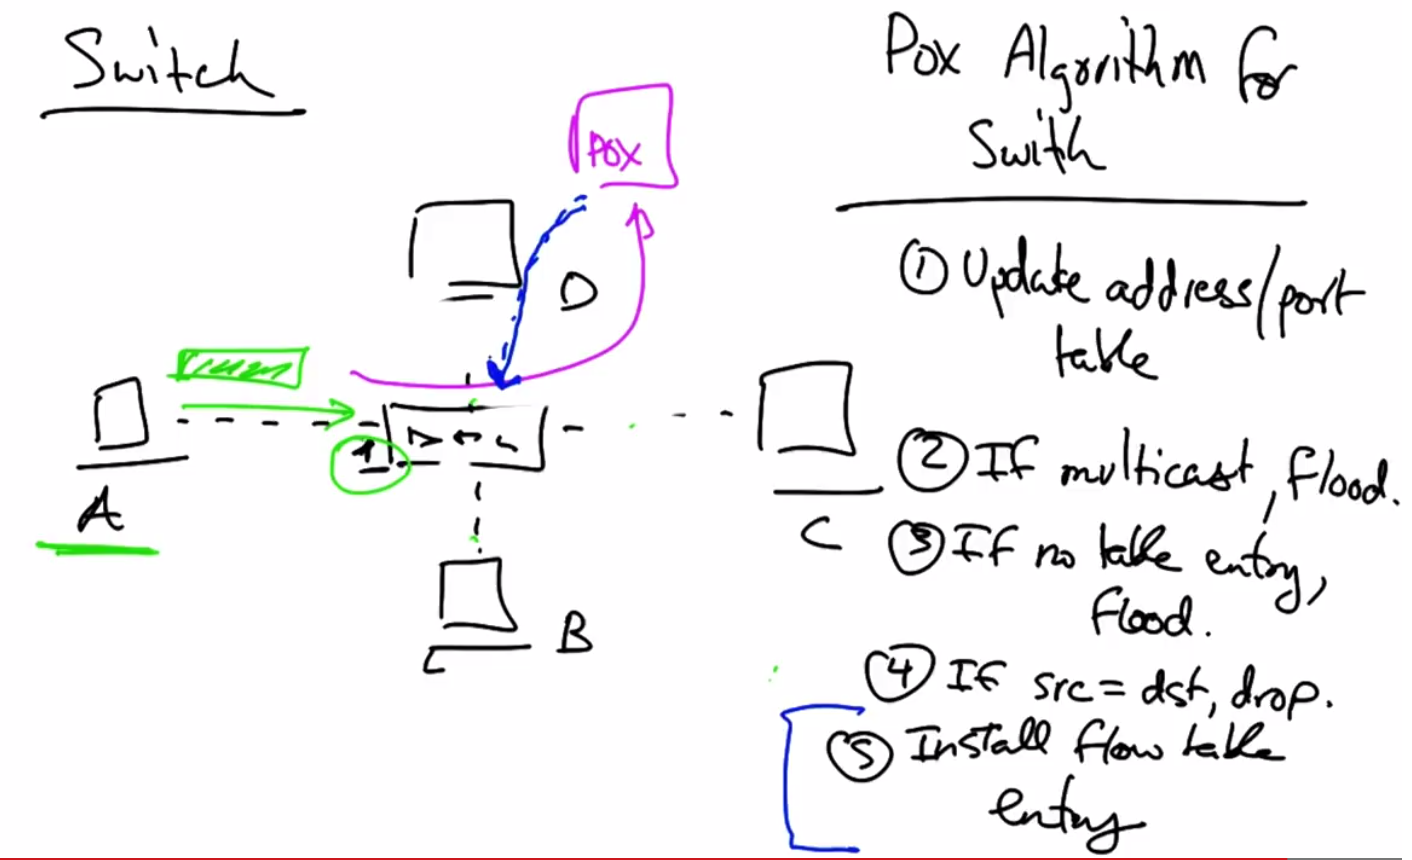 Switch
Pox Algorithm for
Swith
POX
D
① Update address/port
table
1
A
C
② If multicast, flood.
③ If no table entry,
flood.
B
④ If src = dst, drop.
⑤ Install flow table
entry